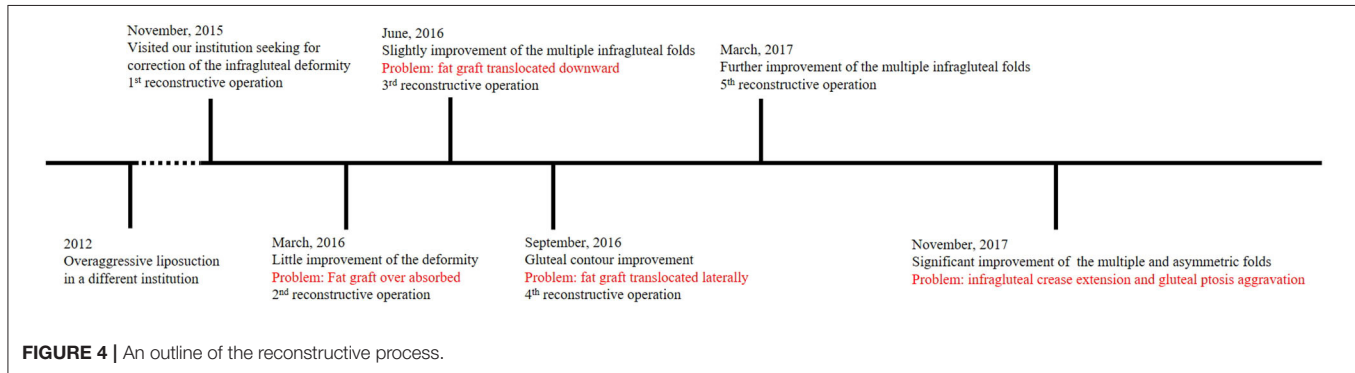 November, 2015
Visited our institution seeking for
correction of the infragluteal deformity
1st reconstructive operation
June, 2016
Slightly improvement of the multiple infragluteal folds
Problem: fat graft translocated downward
3rd reconstructive operation
March, 2017
Further improvement of the multiple infragluteal folds
5th reconstructive operation
2012
Overaggressive liposuction
in a different institution
March, 2016
Little improvement of the deformity
Problem: Fat graft over absorbed
2nd reconstructive operation
September, 2016
Gluteal contour improvement
Problem: fat graft translocated laterally
4th reconstructive operation
November, 2017
Significant improvement of the multiple and asymmetric folds
Problem: infragluteal crease extension and gluteal ptosis aggravation
FIGURE 4 | An outline of the reconstructive process.